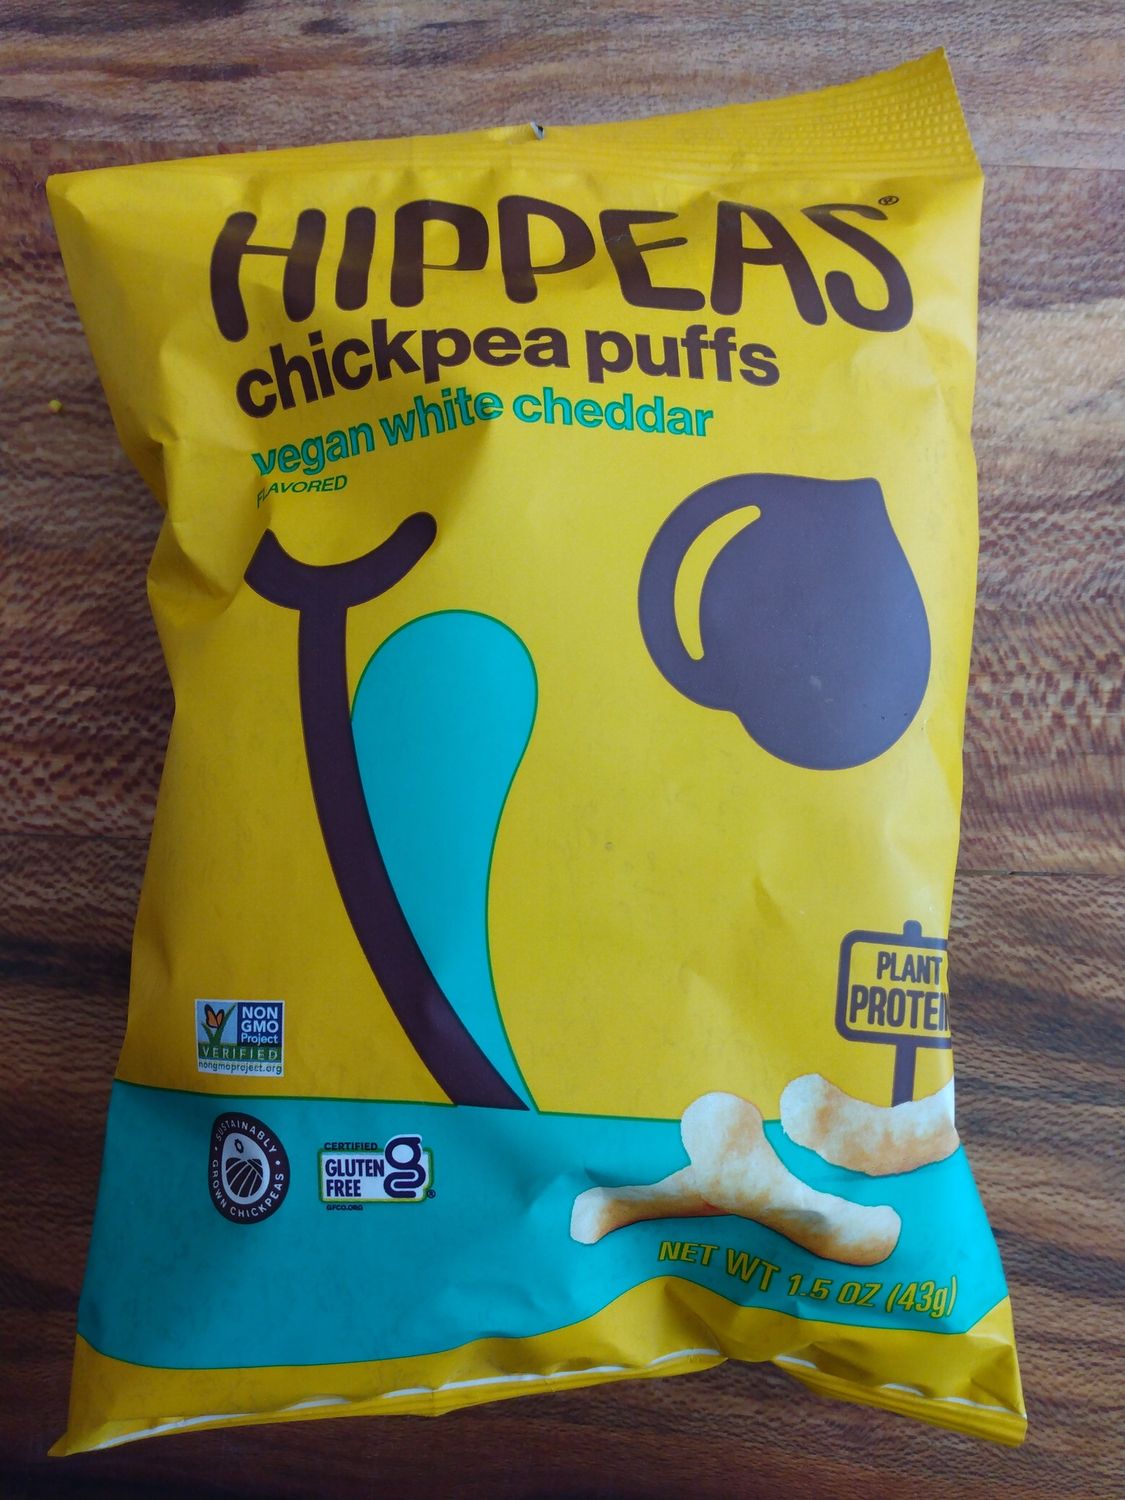 HIPPEAS®
chickpea puffs
vegan white cheddar
FLAVORED
PLANT
PROTEIN
NON
GMO
Project
VERIFIED
nongmoproject.org
SUSTAINABLY
GROWN CHICKPEAS
CERTIFIED
GLUTEN
FREE
g®
GFCO.ORG
NET WT 1.5 OZ (43g)